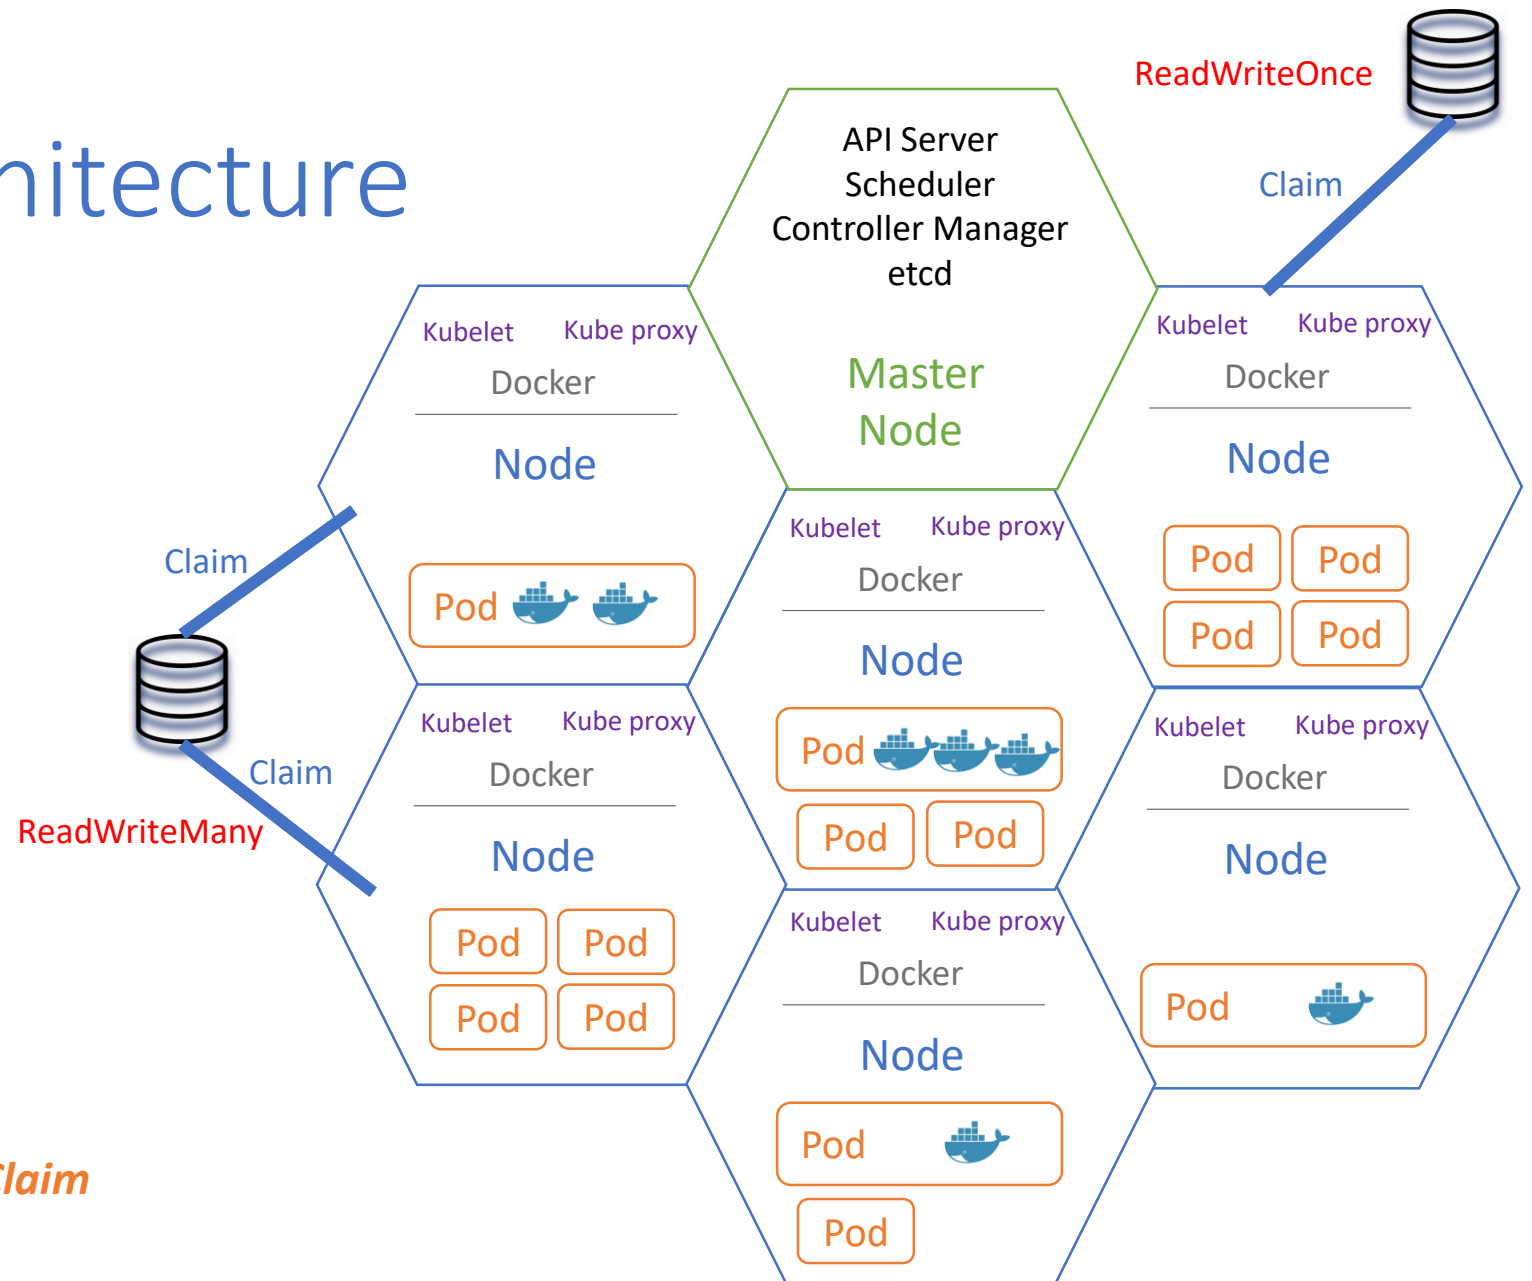 hitecture
ReadWriteOnce
Claim
API Server
Scheduler
Controller Manager
etcd
Master
Node
Kubelet Kube proxy
Docker
Node
Pod
Claim
Kubelet Kube proxy
Docker
Node
Pod Pod
Pod Pod
Kubelet Kube proxy
Docker
Node
Pod
Pod Pod
Claim
ReadWriteMany
Kubelet Kube proxy
Docker
Node
Pod Pod
Pod Pod
Kubelet Kube proxy
Docker
Node
Pod
Kubelet Kube proxy
Docker
Node
Pod
Pod
Claim